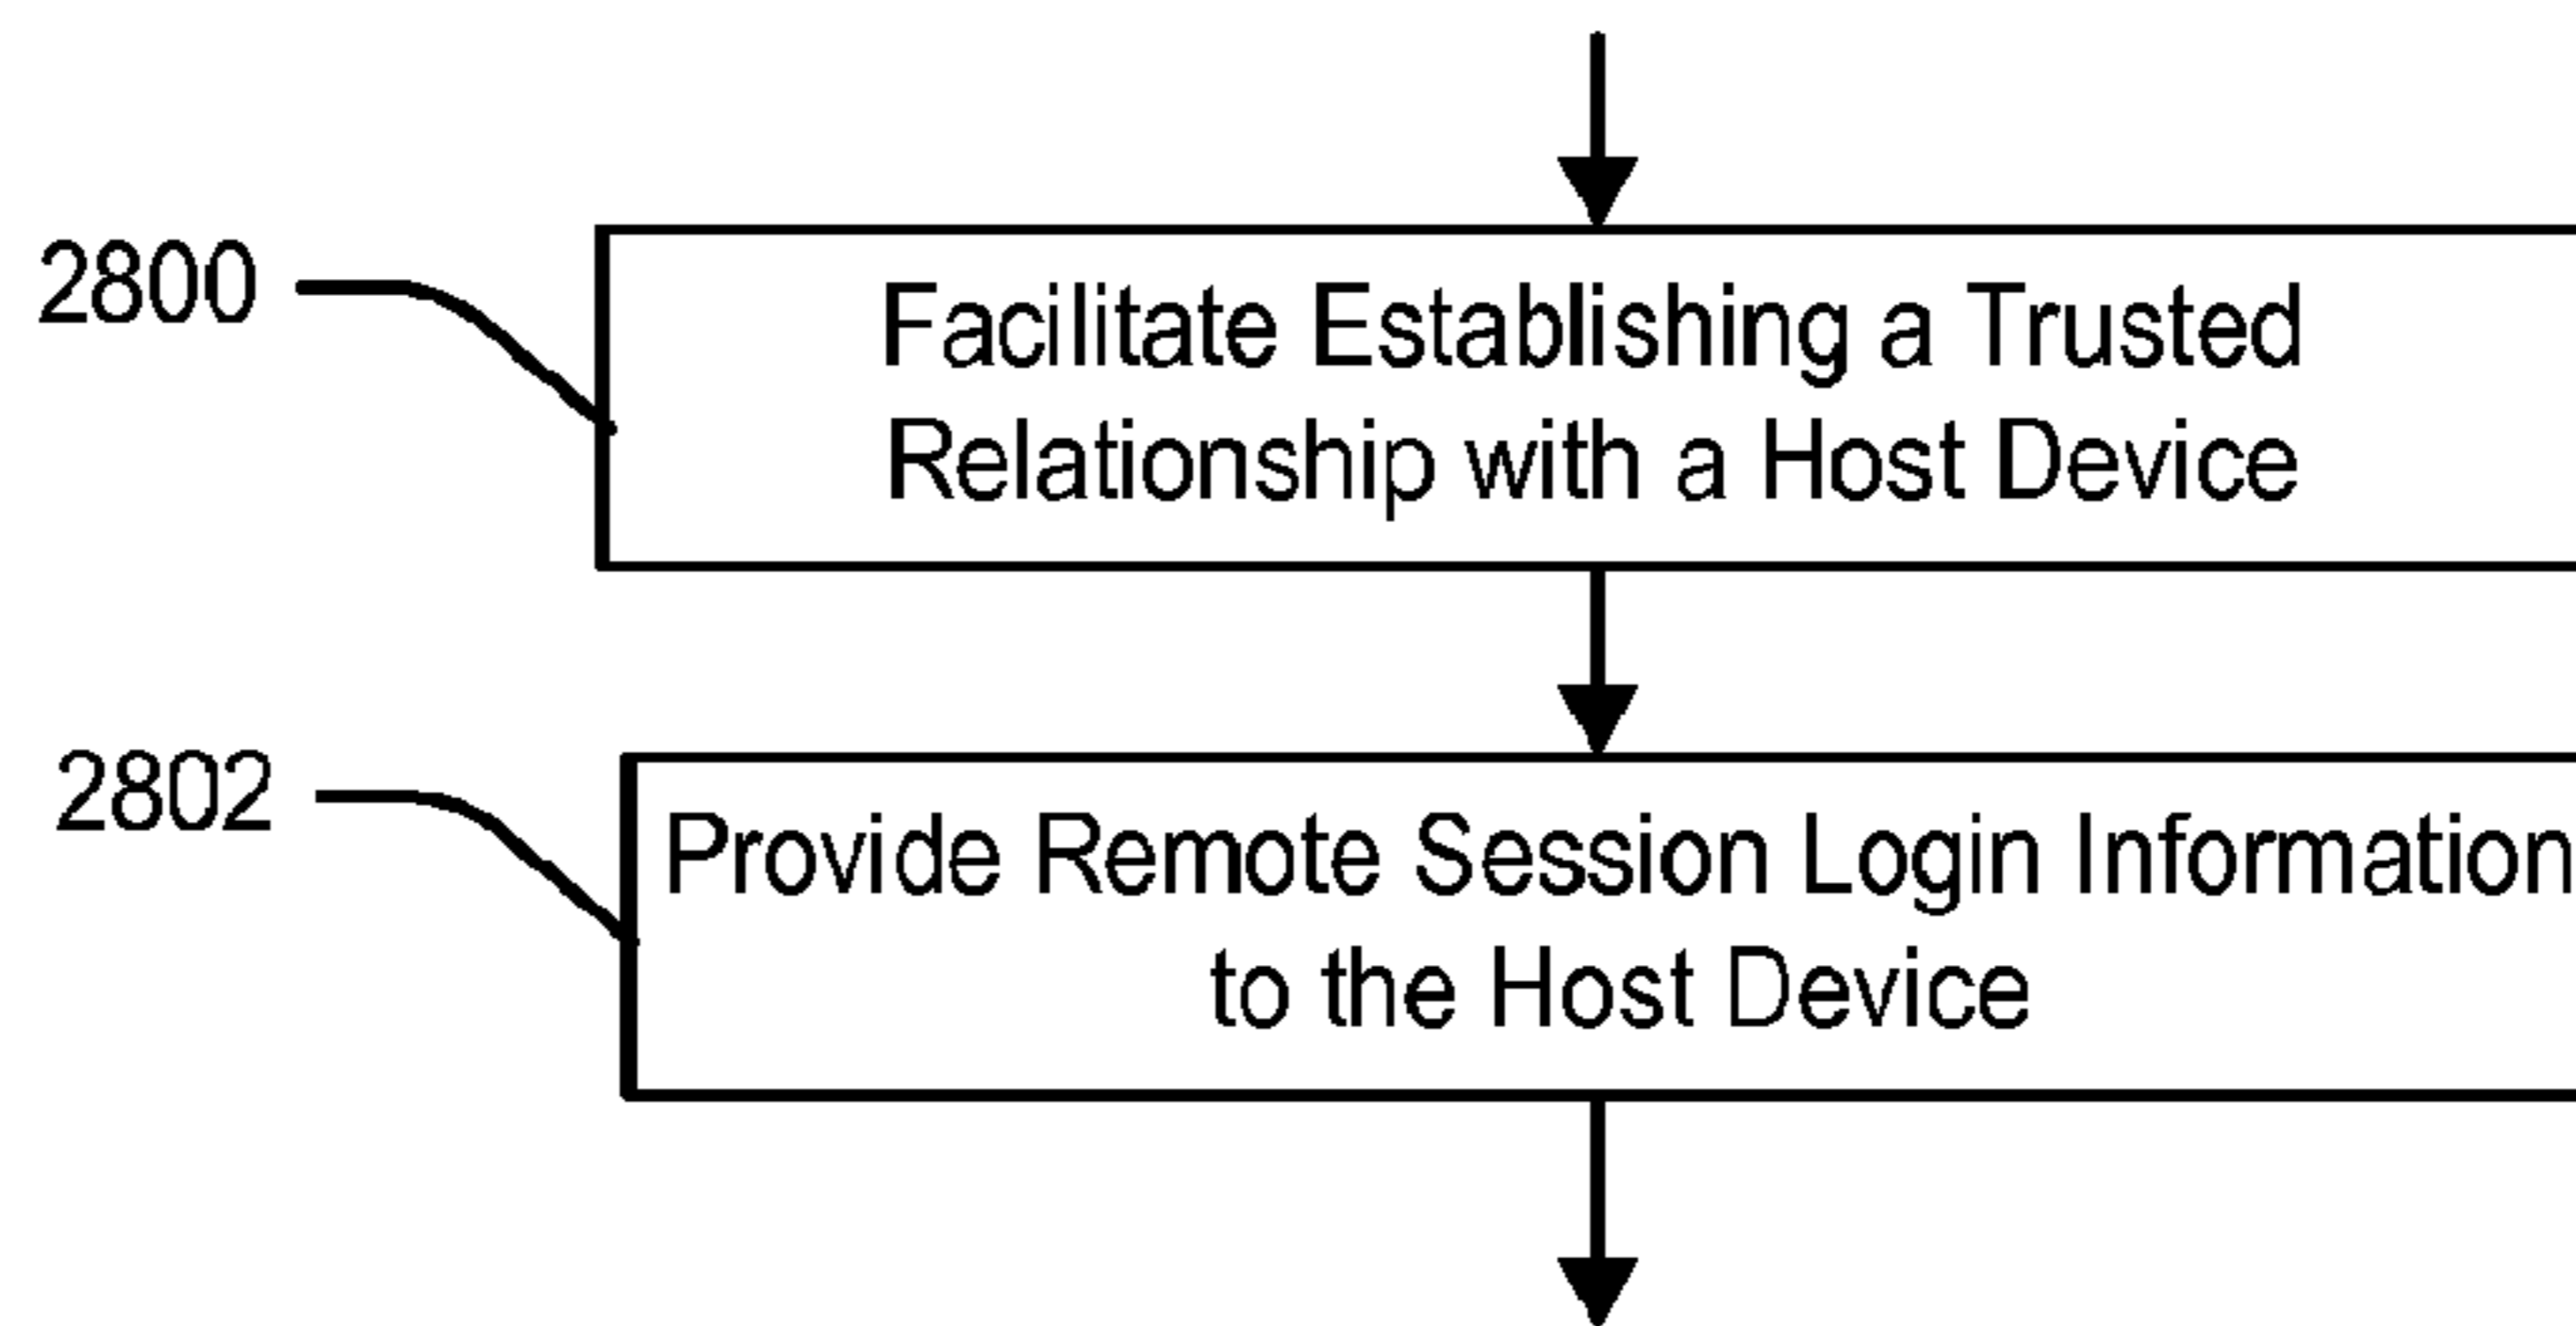 2800
Facilitate Establishing a Trusted
Relationship with a Host Device
2802
Provide Remote Session Login Information
to the Host Device